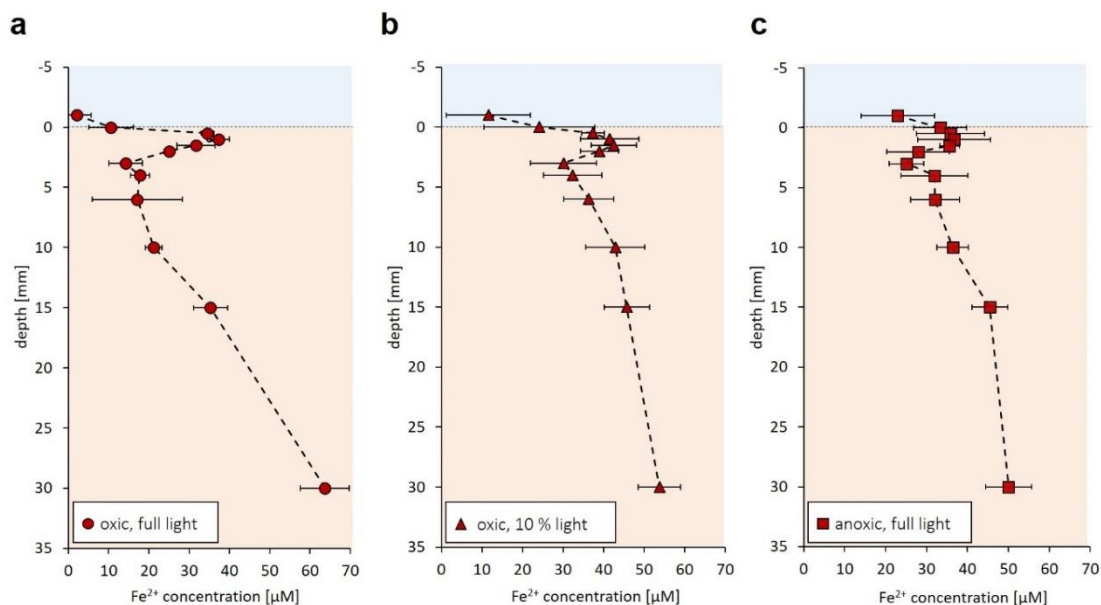 a
-5
0
5
10
15
20
25
30
35
depth [mm]
oxic, full light
0 10 20 30 40 50 60 70
Fe²⁺ concentration [µM]
b
-5
0
5
10
15
20
25
30
35
depth [mm]
oxic, 10 % light
0 10 20 30 40 50 60 70
Fe²⁺ concentration [µM]
c
-5
0
5
10
15
20
25
30
35
depth [mm]
anoxic, full light
0 10 20 30 40 50 60 70
Fe²⁺ concentration [µM]